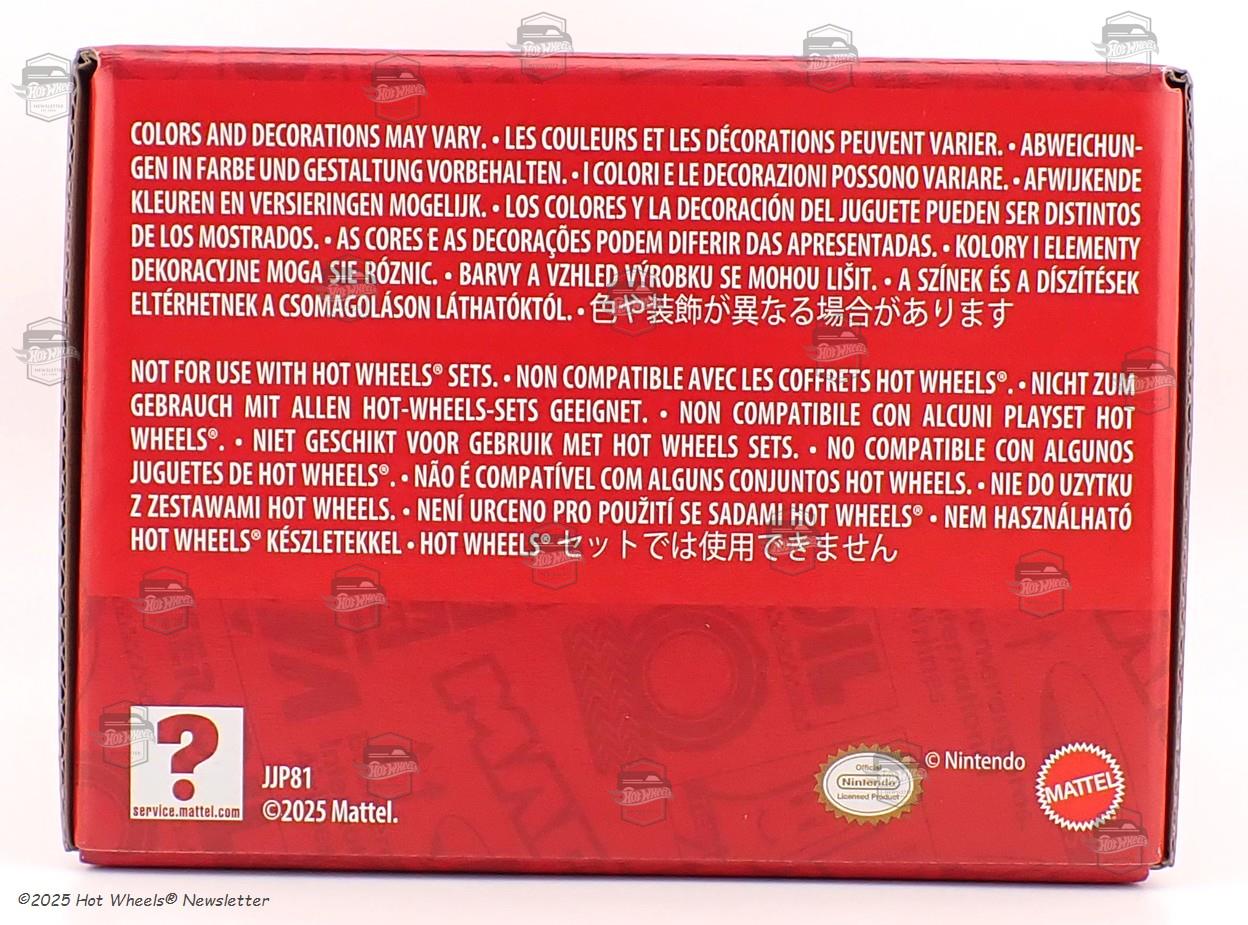 COLORS AND DECORATIONS MAY VARY. • LES COULEURS ET LES DÉCORATIONS PEUVENT VARIER. • ABWEICHUN-
GEN IN FARBE UND GESTALTUNG VORBEHALTEN. • I COLORI E LE DECORAZIONI POSSONO VARIARE. • AFWIJKENDE
KLEUREN EN VERSIERINGEN MOGELIJK. • LOS COLORES Y LA DECORACIÓN DEL JUGUETE PUEDEN SER DISTINTOS
DE LOS MOSTRADOS. • AS CORES E AS DECORAÇÕES PODEM DIFERIR DAS APRESENTADAS. • KOLORY I ELEMENTY
DEKORACYJNE MOGA SIE RÓZNIC. • BARVY A VZHLED VÝROBKU SE MOHOU LIŠIT. • A SZÍNEK ÉS A DÍSZÍTÉSEK
ELTÉRHETNEK A CSOMAGOLÁSON LÁTHATÓKTÓL. • 色や装飾が異なる場合があります
NOT FOR USE WITH HOT WHEELS® SETS. • NON COMPATIBLE AVEC LES COFFRETS HOT WHEELS®. • NICHT ZUM
GEBRAUCH MIT ALLEN HOT-WHEELS-SETS GEEIGNET. • NON COMPATIBILE CON ALCUNI PLAYSET HOT
WHEELS®. • NIET GESCHIKT VOOR GEBRUIK MET HOT WHEELS SETS. • NO COMPATIBLE CON ALGUNOS
JUGUETES DE HOT WHEELS®. • NÃO É COMPATÍVEL COM ALGUNS CONJUNTOS HOT WHEELS. • NIE DO UZYTKU
Z ZESTAWAMI HOT WHEELS. • NENÍ URCENO PRO POUŽITÍ SE SADAMI HOT WHEELS® • NEM HASZNÁLHATÓ
HOT WHEELS® KÉSZLETEKKEL • HOT WHEELS® セットでは使用できません
?
service.mattel.com
JJP81
©2025 Mattel.
Official
Nintendo
Licensed Product
© Nintendo
MATTEL
©2025 Hot Wheels® Newsletter